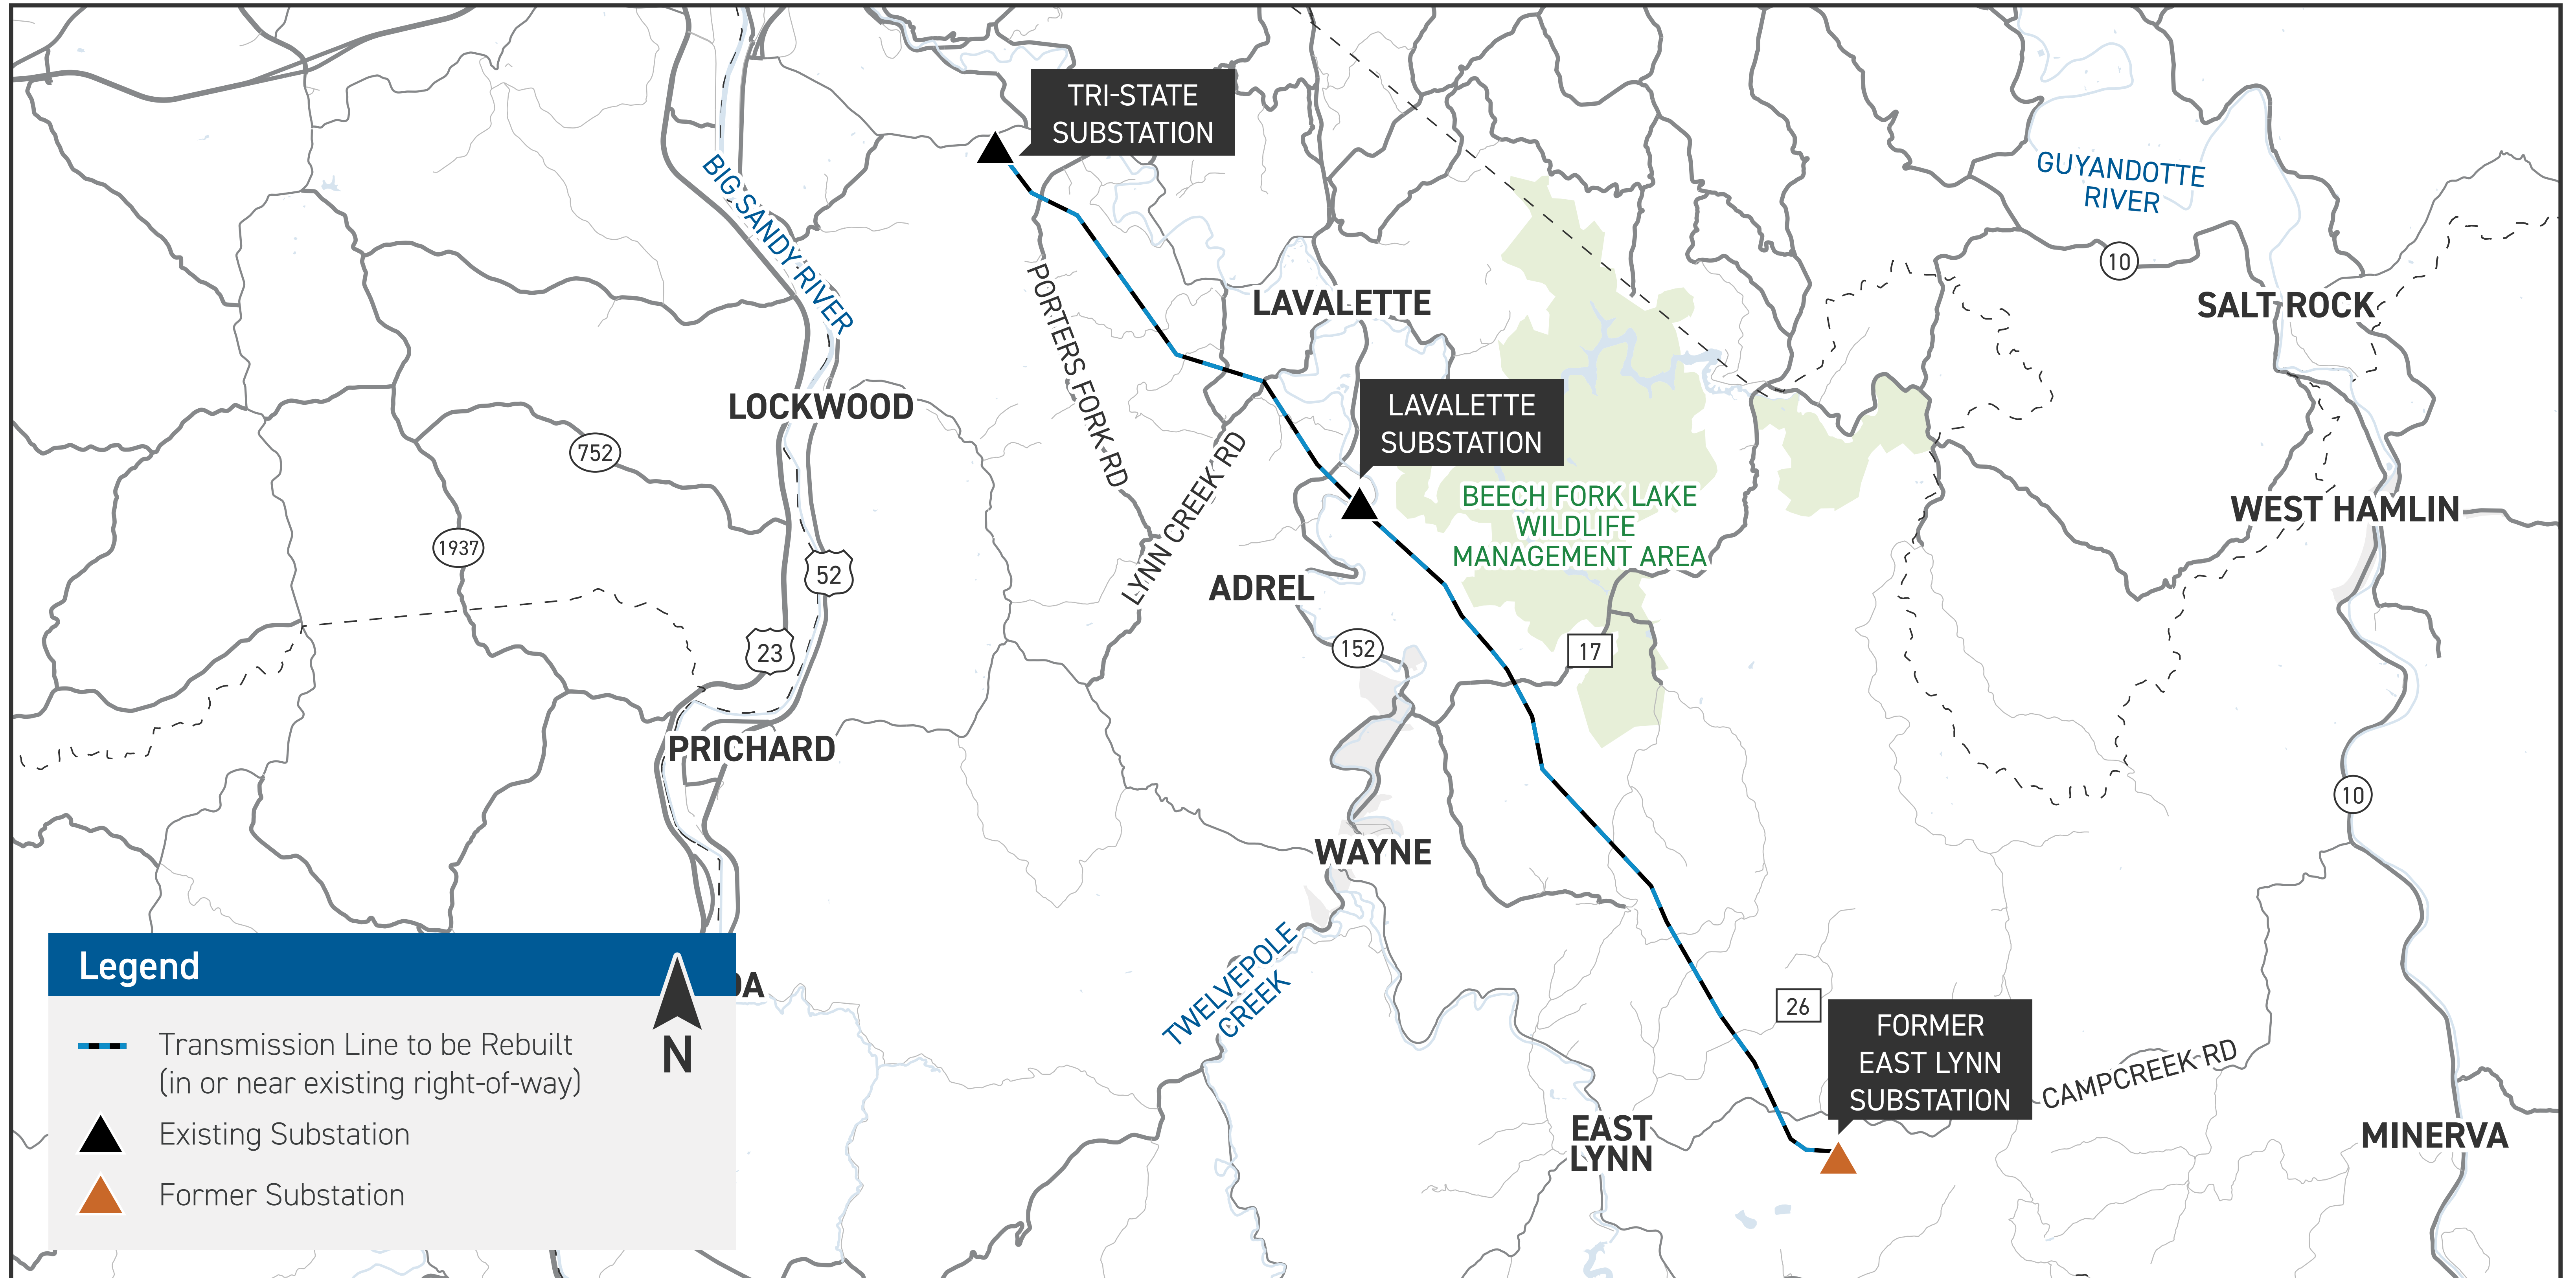 TRI-STATE
SUBSTATION
BIG SANDY RIVER
GUYANDOTTE
RIVER
10
PORTERS FORK RD
LAVALETTE
SALT ROCK
LOCKWOOD
LAVALETTE
SUBSTATION
752
LYNN CREEK RD
BEECH FORK LAKE
WILDLIFE
MANAGEMENT AREA
WEST HAMLIN
1937
52
ADREL
23
152
17
PRICHARD
10
WAYNE
TWELVEPOLE
CREEK
DA
26
FORMER
EAST LYNN
SUBSTATION
CAMPCREEK RD
EAST
LYNN
MINERVA
Legend
N
Transmission Line to be Rebuilt
(in or near existing right-of-way)
Existing Substation
Former Substation